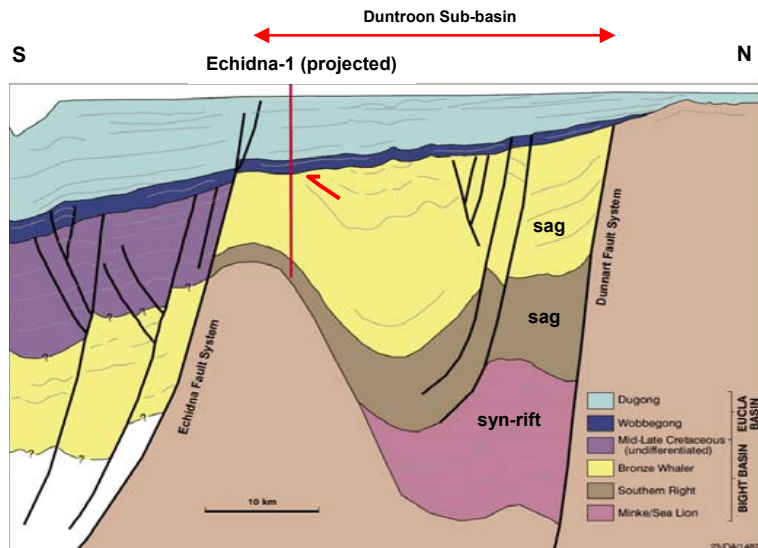 Duntroon Sub-basin
S
Echidna-1 (projected)
N
sag
sag
syn-rift
Echidna Fault System
Dunnart Fault System
?
?
?
?
?
?
?
?
10 km
Dugong
Wobbegong
Mid-Late Cretaceous
(undifferentiated)
Bronze Whaler
Southern Right
Minke/Sea Lion
EUCLA
BASIN
BIGHT BASIN